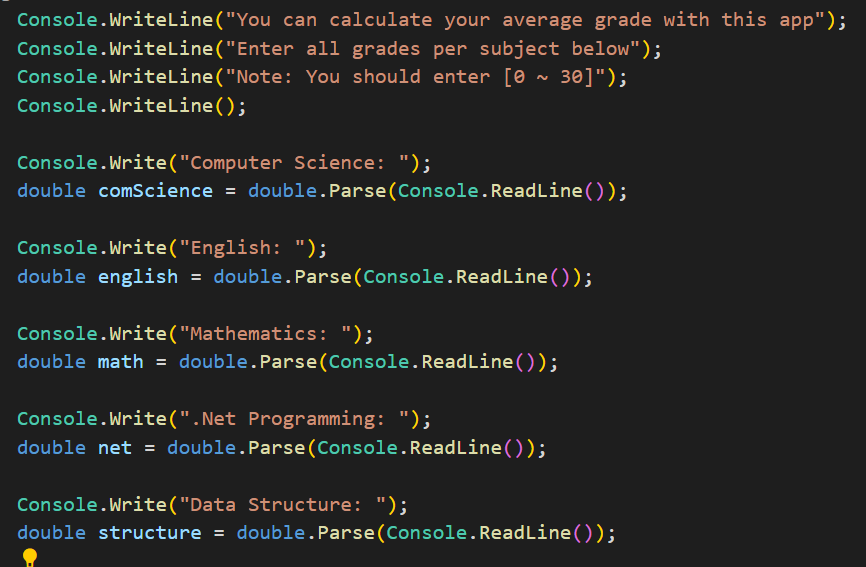 Console.WriteLine("You can calculate your average grade with this app");
Console.WriteLine("Enter all grades per subject below");
Console.WriteLine("Note: You should enter [0 ~ 30]");
Console.WriteLine();
Console.Write("Computer Science: ");
double comScience = double.Parse(Console.ReadLine());
Console.Write("English: ");
double english = double.Parse(Console.ReadLine());
Console.Write("Mathematics: ");
double math = double.Parse(Console.ReadLine());
Console.Write(".Net Programming: ");
double net = double.Parse(Console.ReadLine());
Console.Write("Data Structure: ");
double structure = double.Parse(Console.ReadLine());